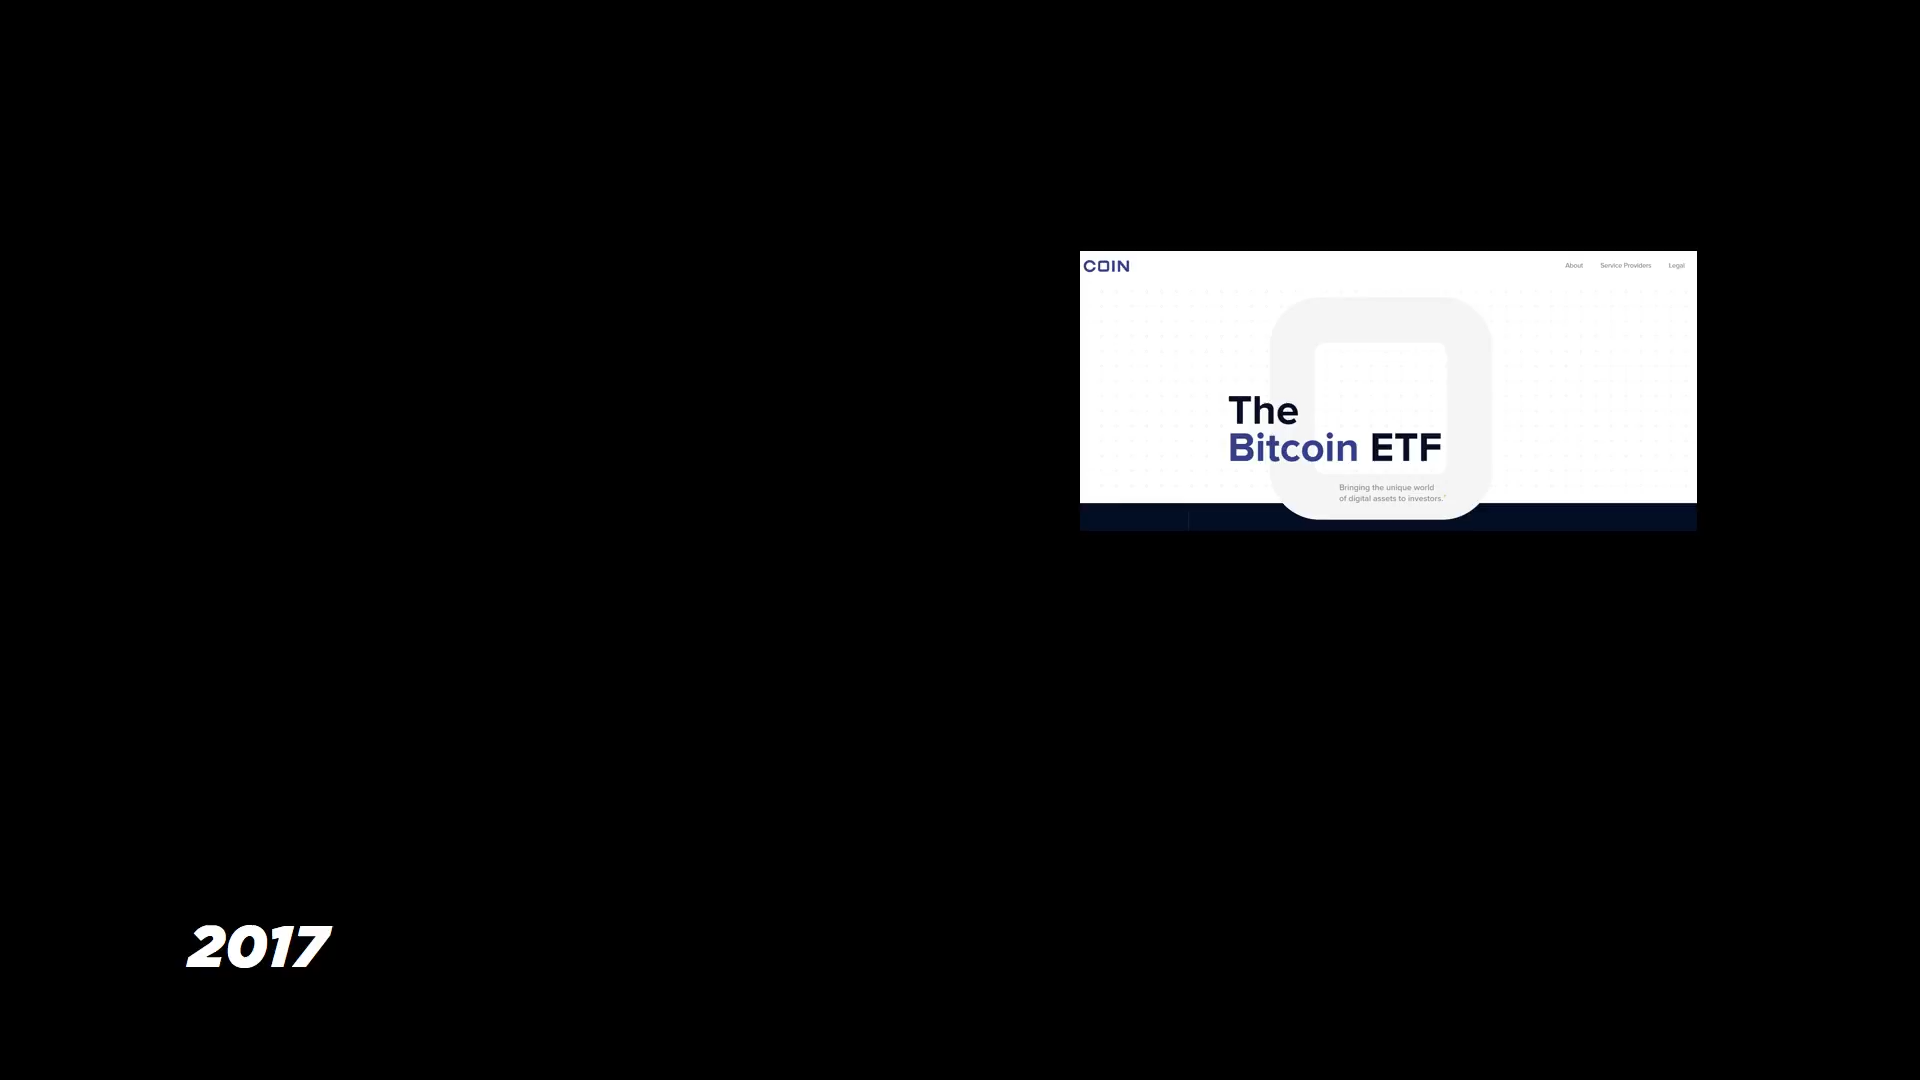 COIN
About Service Providers Legal
The
Bitcoin ETF
Bringing the unique world
of digital assets to investors.
2017